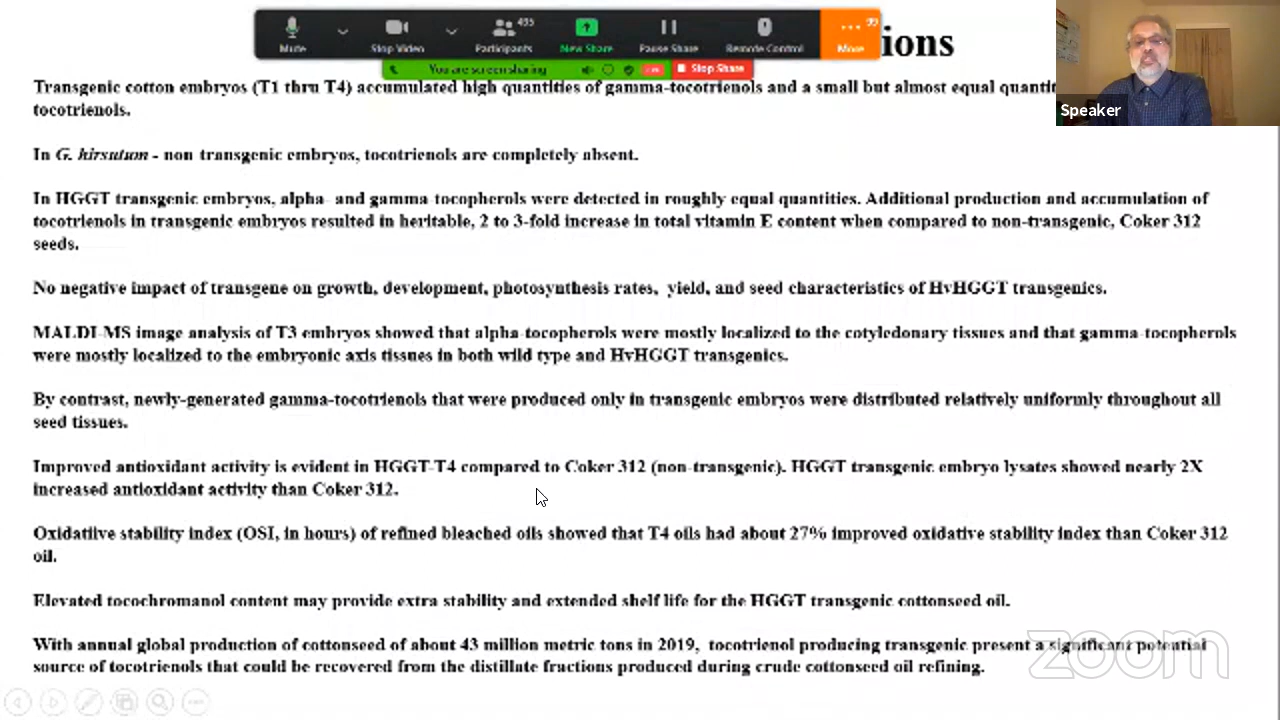 Mute
Stop Video
Participants
495
New Share
Pause Share
Remote Control
More
You are screen sharing
Stop Share
ions
Speaker
Transgenic cotton embryos (T1 thru T4) accumulated high quantities of gamma-tocotrienols and a small but almost equal quantit
tocotrienols.
In G. hirsutum - non transgenic embryos, tocotrienols are completely absent.
In HGGT transgenic embryos, alpha- and gamma-tocopherols were detected in roughly equal quantities. Additional production and accumulation of
tocotrienols in transgenic embryos resulted in heritable, 2 to 3-fold increase in total vitamin E content when compared to non-transgenic, Coker 312
seeds.
No negative impact of transgene on growth, development, photosynthesis rates, yield, and seed characteristics of HvHGGT transgenics.
MALDI-MS image analysis of T3 embryos showed that alpha-tocopherols were mostly localized to the cotyledonary tissues and that gamma-tocopherols
were mostly localized to the embryonic axis tissues in both wild type and HvHGGT transgenics.
By contrast, newly-generated gamma-tocotrienols that were produced only in transgenic embryos were distributed relatively uniformly throughout all
seed tissues.
Improved antioxidant activity is evident in HGGT-T4 compared to Coker 312 (non-transgenic). HGGT transgenic embryo lysates showed nearly 2X
increased antioxidant activity than Coker 312.
Oxidatiive stability index (OSI, in hours) of refined bleached oils showed that T4 oils had about 27% improved oxidative stability index than Coker 312
oil.
Elevated tocochromanol content may provide extra stability and extended shelf life for the HGGT transgenic cottonseed oil.
With annual global production of cottonseed of about 43 million metric tons in 2019, tocotrienol producing transgenic present a significant potential
source of tocotrienols that could be recovered from the distillate fractions produced during crude cottonseed oil refining.
zoom